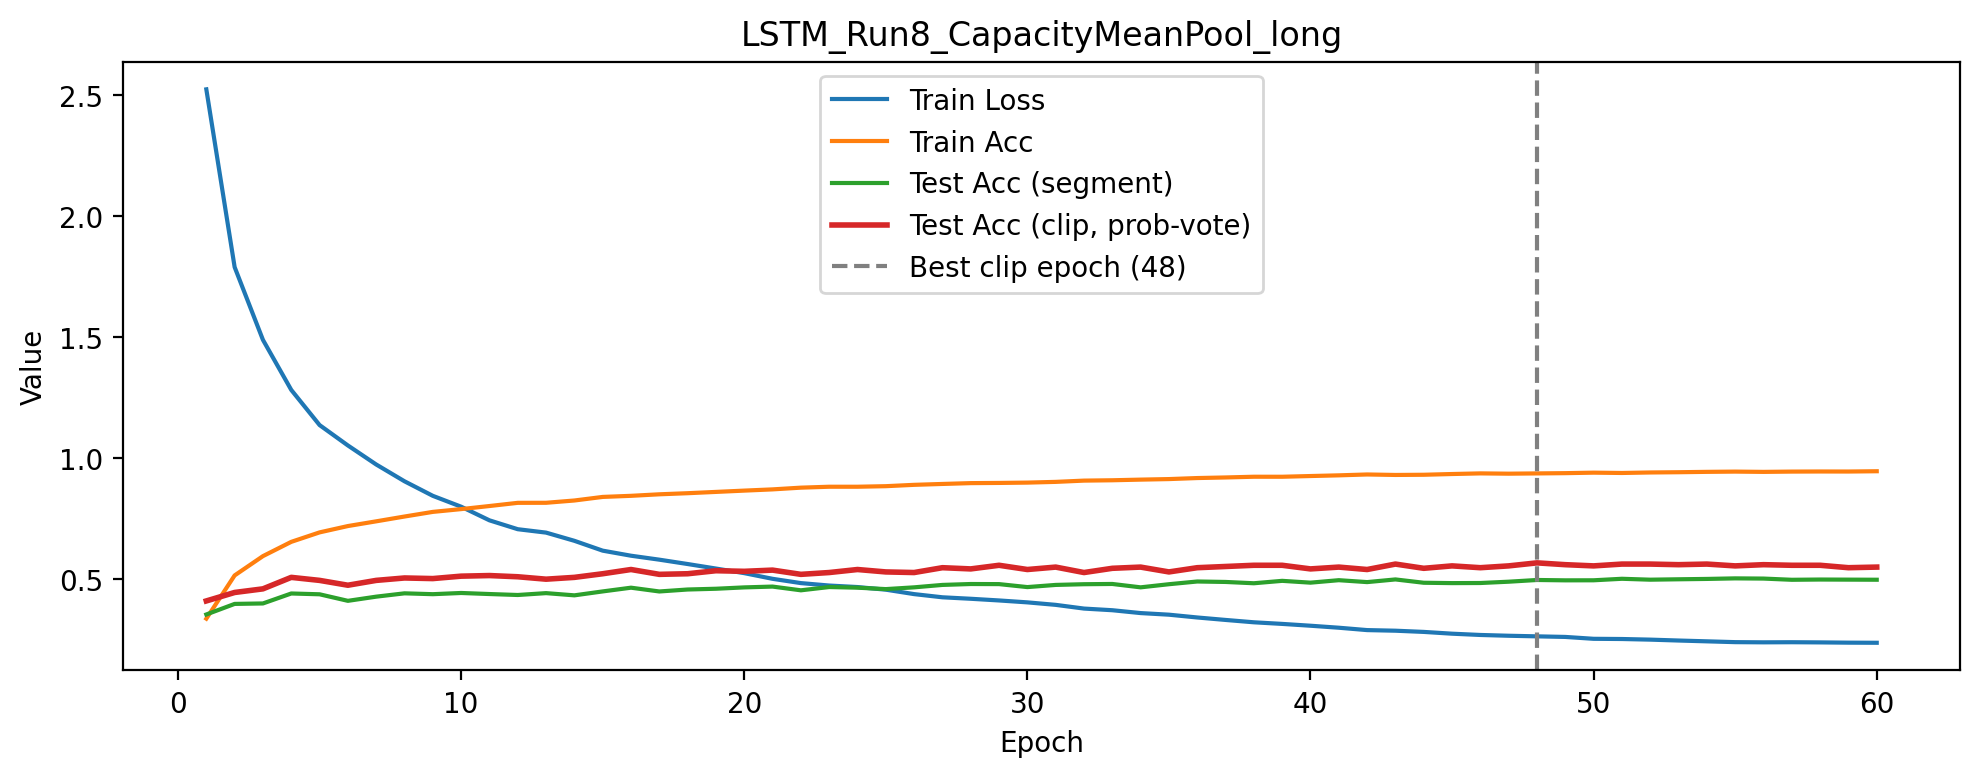 LSTM_Run8_CapacityMeanPool_long
2.5
2.0
1.5
1.0
0.5
Value
Train Loss
Train Acc
Test Acc (segment)
Test Acc (clip, prob-vote)
Best clip epoch (48)
0 10 20 30 40 50 60
Epoch